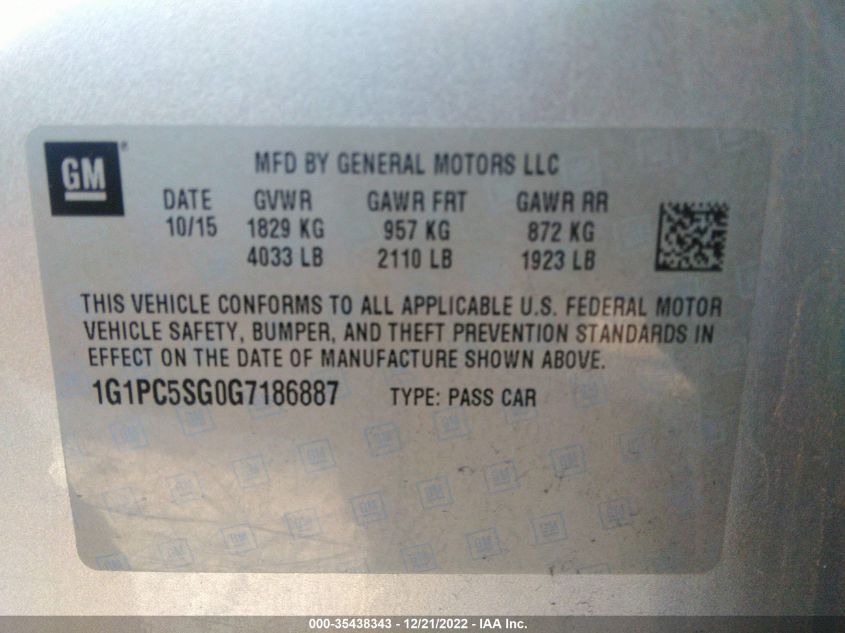 GM ®
MFD BY GENERAL MOTORS LLC
DATE GVWR GAWR FRT GAWR RR
10/15 1829 KG 957 KG 872 KG
4033 LB 2110 LB 1923 LB
THIS VEHICLE CONFORMS TO ALL APPLICABLE U.S. FEDERAL MOTOR
VEHICLE SAFETY, BUMPER, AND THEFT PREVENTION STANDARDS IN
EFFECT ON THE DATE OF MANUFACTURE SHOWN ABOVE.
1G1PC5SG0G7186887 TYPE: PASS CAR
000-35438343 - 12/21/2022 - IAA Inc.